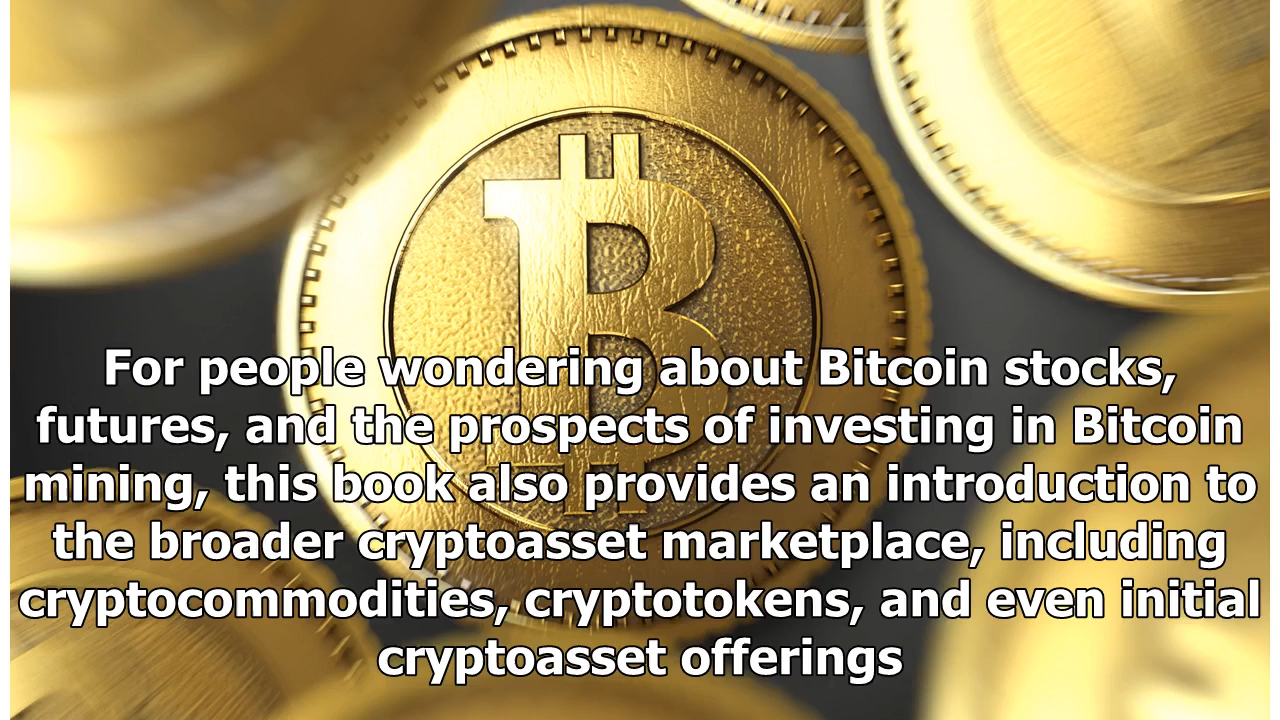 For people wondering about Bitcoin stocks,
futures, and the prospects of investing in Bitcoin
mining, this book also provides an introduction to
the broader cryptoasset marketplace, including
cryptocommodities, cryptotokens, and even initial
cryptoasset offerings